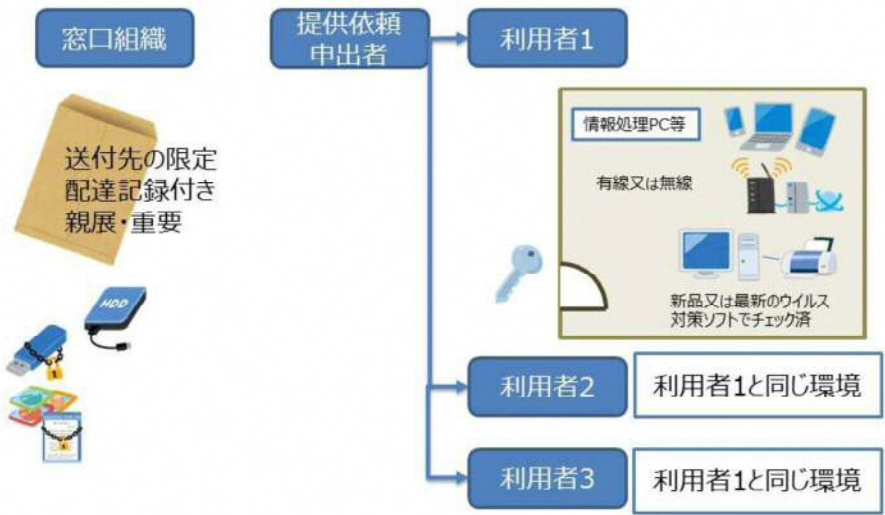 窓口組織
提供依頼
申出者
利用者1
送付先の限定
配達記録付き
親展・重要
情報処理PC等
有線又は無線
新品又は最新のウイルス
対策ソフトでチェック済
HDD
利用者2
利用者1と同じ環境
利用者3
利用者1と同じ環境